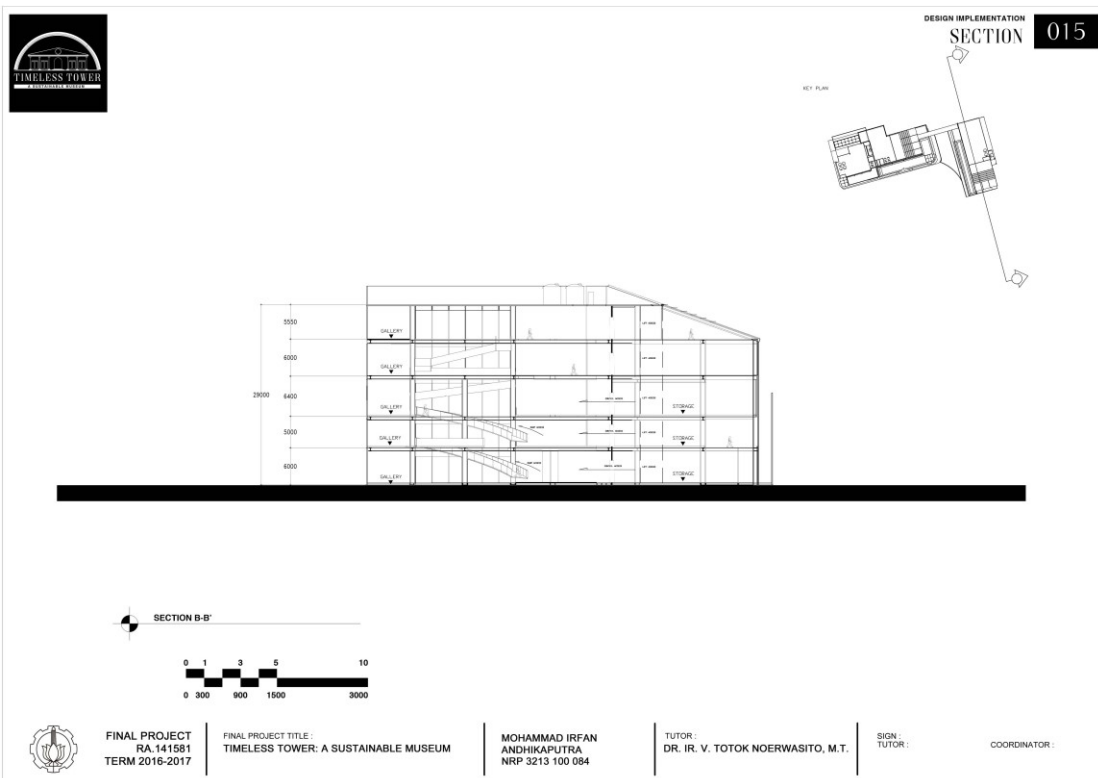 TIMELESS TOWER
A SUSTAINABLE MUSEUM
DESIGN IMPLEMENTATION
SECTION
015
KEY PLAN
29000
5550
6000
6400
5000
6000
GALLERY
GALLERY
GALLERY
GALLERY
GALLERY
STORAGE
STORAGE
STORAGE
SECTION B-B'
0 1 3 5 10
0 300 900 1500 3000
FINAL PROJECT
RA.141581
TERM 2016-2017
FINAL PROJECT TITLE :
TIMELESS TOWER: A SUSTAINABLE MUSEUM
MOHAMMAD IRFAN
ANDHIKAPUTRA
NRP 3213 100 084
TUTOR :
DR. IR. V. TOTOK NOERWASITO, M.T.
SIGN :
TUTOR :
COORDINATOR :